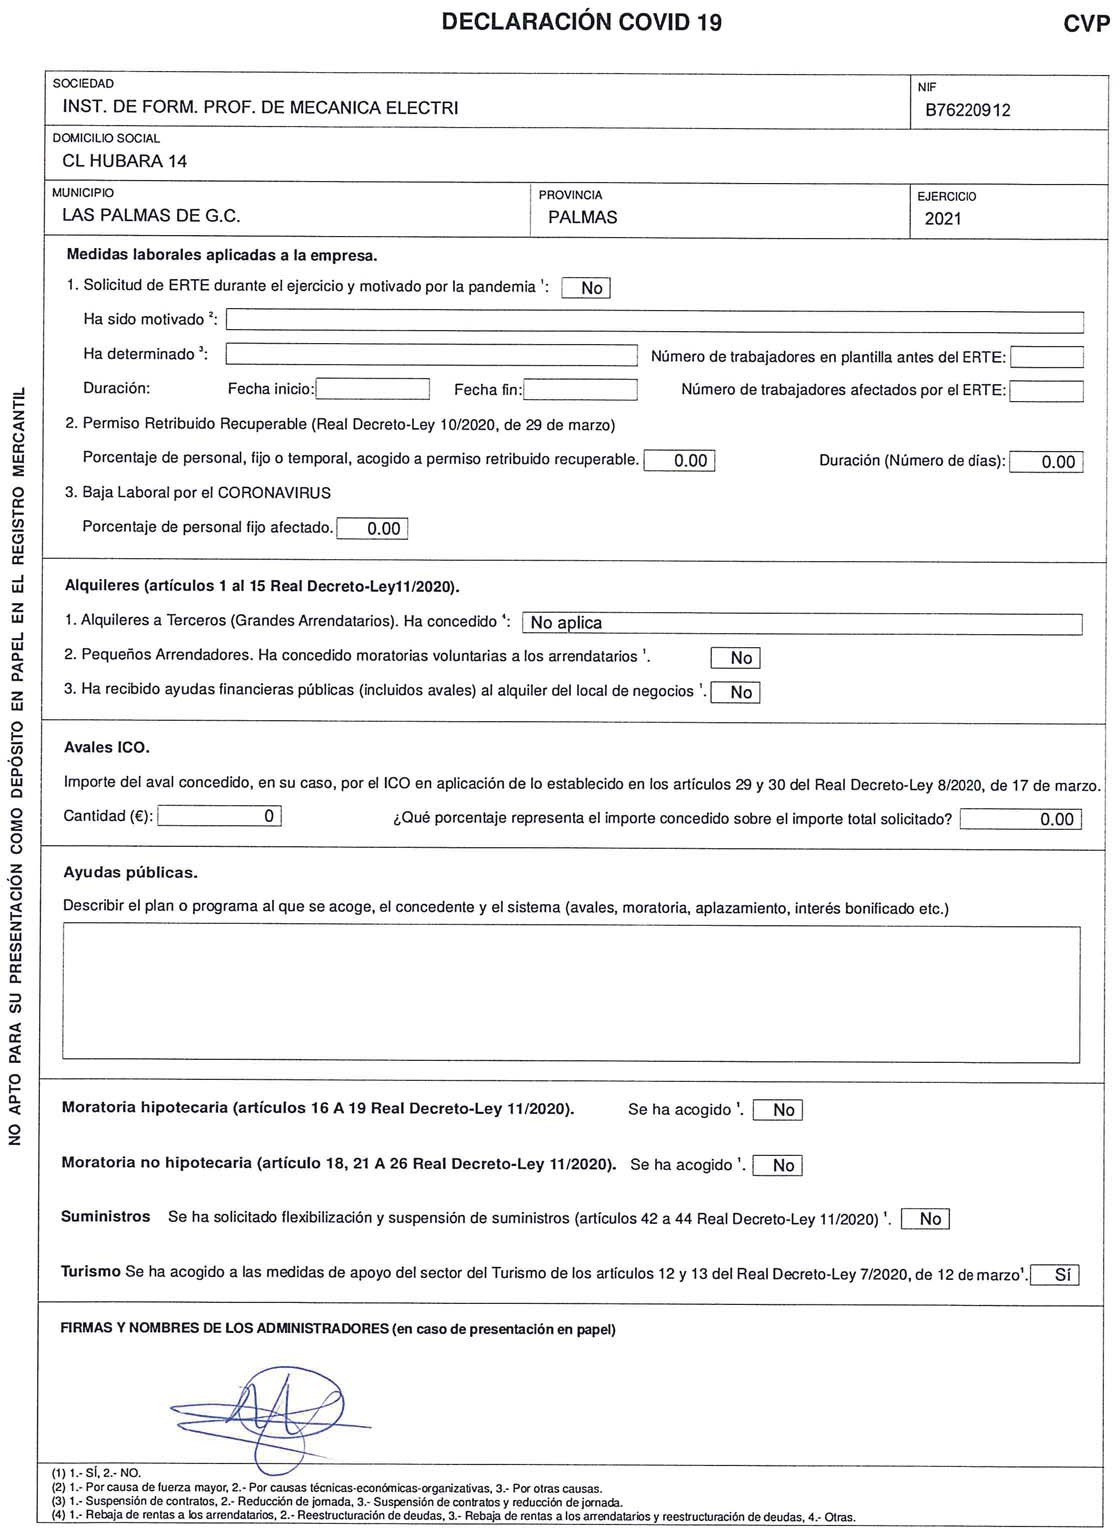 DECLARACIÓN COVID 19
CVP
SOCIEDAD
INST. DE FORM. PROF. DE MECANICA ELECTRI
NIF
B76220912
DOMICILIO SOCIAL
CL HUBARA 14
MUNICIPIO
LAS PALMAS DE G.C.
PROVINCIA
PALMAS
EJERCICIO
2021
Medidas laborales aplicadas a la empresa.
1. Solicitud de ERTE durante el ejercicio y motivado por la pandemia ¹: No
Ha sido motivado ²:
Ha determinado ³: Número de trabajadores en plantilla antes del ERTE:
Duración: Fecha inicio: Fecha fin: Número de trabajadores afectados por el ERTE:
2. Permiso Retribuido Recuperable (Real Decreto-Ley 10/2020, de 29 de marzo)
Porcentaje de personal, fijo o temporal, acogido a permiso retribuido recuperable. 0.00 Duración (Número de días): 0.00
3. Baja Laboral por el CORONAVIRUS
Porcentaje de personal fijo afectado. 0.00
Alquileres (artículos 1 al 15 Real Decreto-Ley11/2020).
1. Alquileres a Terceros (Grandes Arrendatarios). Ha concedido ⁴: No aplica
2. Pequeños Arrendadores. Ha concedido moratorias voluntarias a los arrendatarios ¹. No
3. Ha recibido ayudas financieras públicas (incluidos avales) al alquiler del local de negocios ¹. No
Avales ICO.
Importe del aval concedido, en su caso, por el ICO en aplicación de lo establecido en los artículos 29 y 30 del Real Decreto-Ley 8/2020, de 17 de marzo.
Cantidad (€): 0 ¿Qué porcentaje representa el importe concedido sobre el importe total solicitado? 0.00
Ayudas públicas.
Describir el plan o programa al que se acoge, el concedente y el sistema (avales, moratoria, aplazamiento, interés bonificado etc.)
Moratoria hipotecaria (artículos 16 A 19 Real Decreto-Ley 11/2020). Se ha acogido ¹. No
Moratoria no hipotecaria (artículo 18, 21 A 26 Real Decreto-Ley 11/2020). Se ha acogido ¹. No
Suministros Se ha solicitado flexibilización y suspensión de suministros (artículos 42 a 44 Real Decreto-Ley 11/2020) ¹. No
Turismo Se ha acogido a las medidas de apoyo del sector del Turismo de los artículos 12 y 13 del Real Decreto-Ley 7/2020, de 12 de marzo¹. Sí
FIRMAS Y NOMBRES DE LOS ADMINISTRADORES (en caso de presentación en papel)
(1) 1.- SÍ, 2.- NO.
(2) 1.- Por causa de fuerza mayor, 2.- Por causas técnicas-económicas-organizativas, 3.- Por otras causas.
(3) 1.- Suspensión de contratos, 2.- Reducción de jornada, 3.- Suspensión de contratos y reducción de jornada.
(4) 1.- Rebaja de rentas a los arrendatarios, 2.- Reestructuración de deudas, 3.- Rebaja de rentas a los arrendatarios y reestructuración de deudas, 4.- Otras.
NO APTO PARA SU PRESENTACIÓN COMO DEPÓSITO EN PAPEL EN EL REGISTRO MERCANTIL